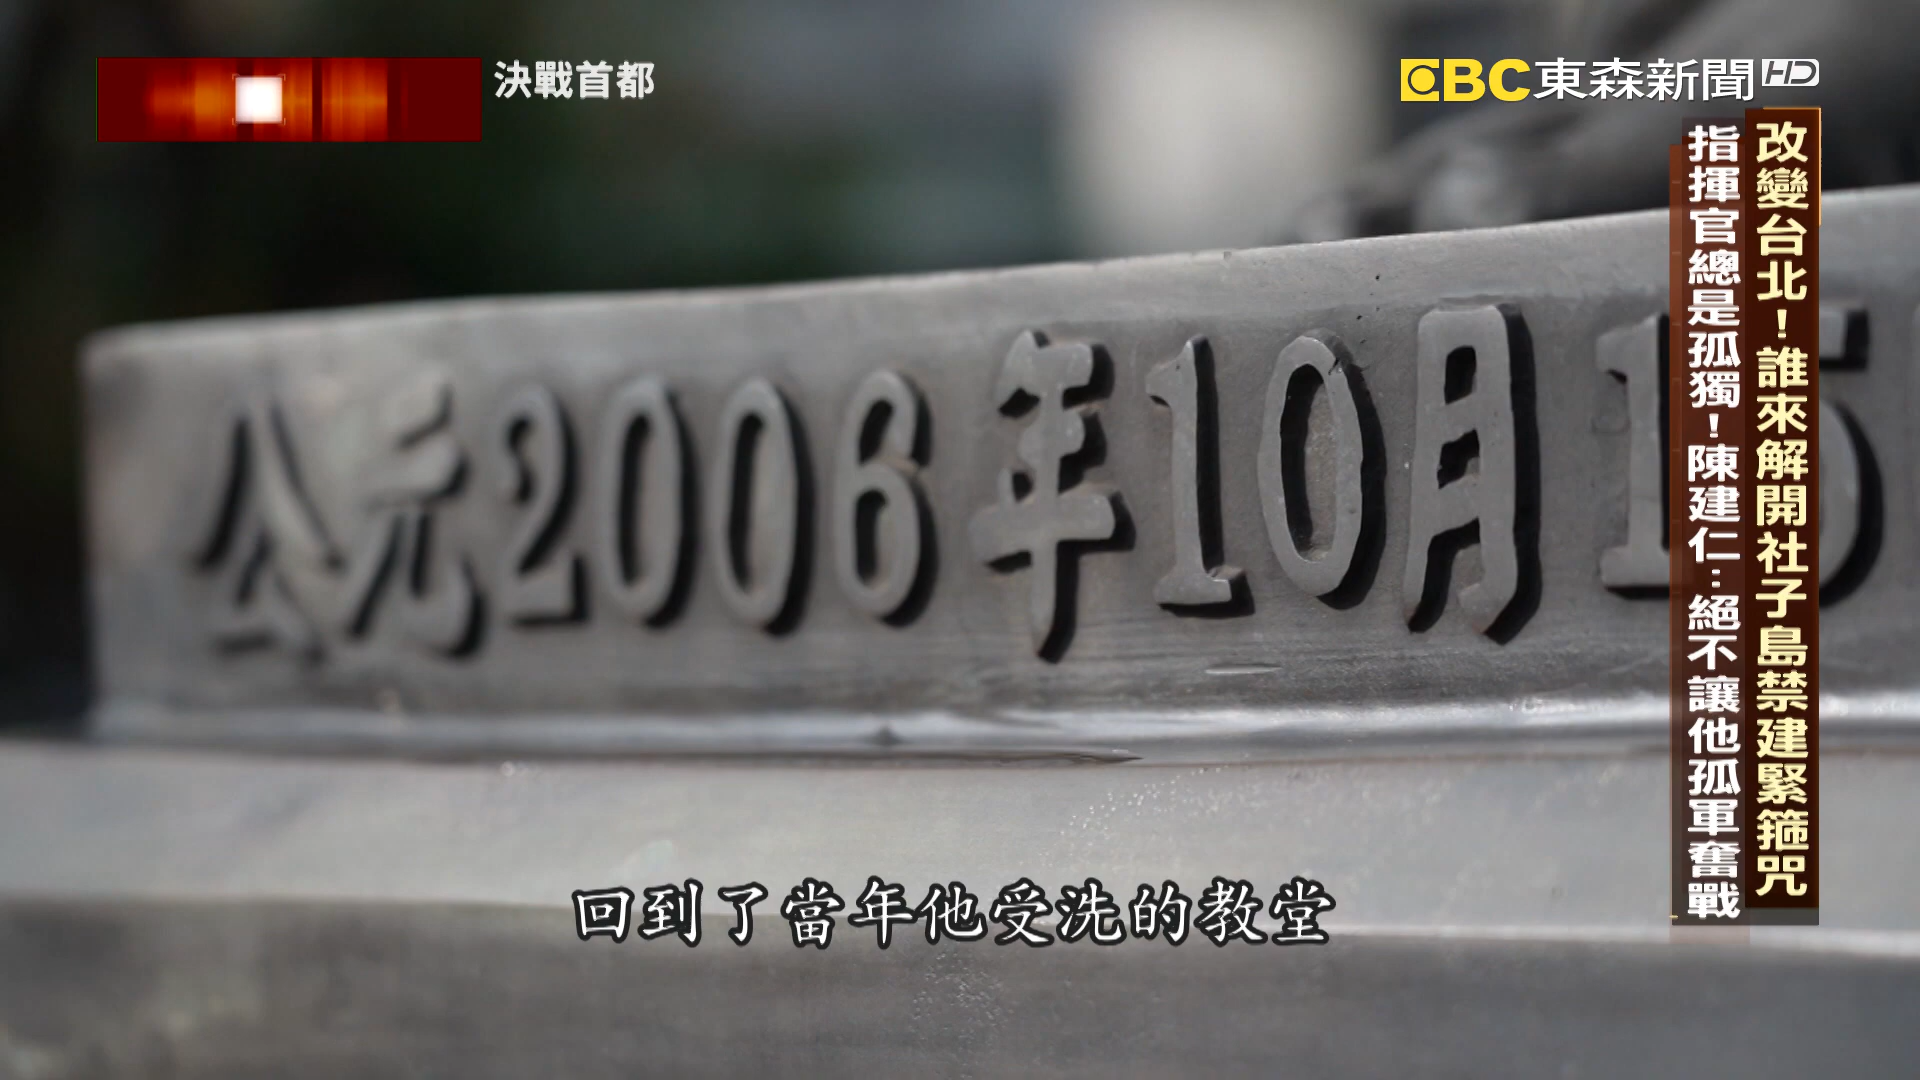 決戰首都
EBC東森新聞HD
改變台北！誰來解開社子島禁建緊箍咒
指揮官總是孤獨！陳建仁：絕不讓他孤軍奮戰
公元2006年10月15
回到了當年他受洗的教堂